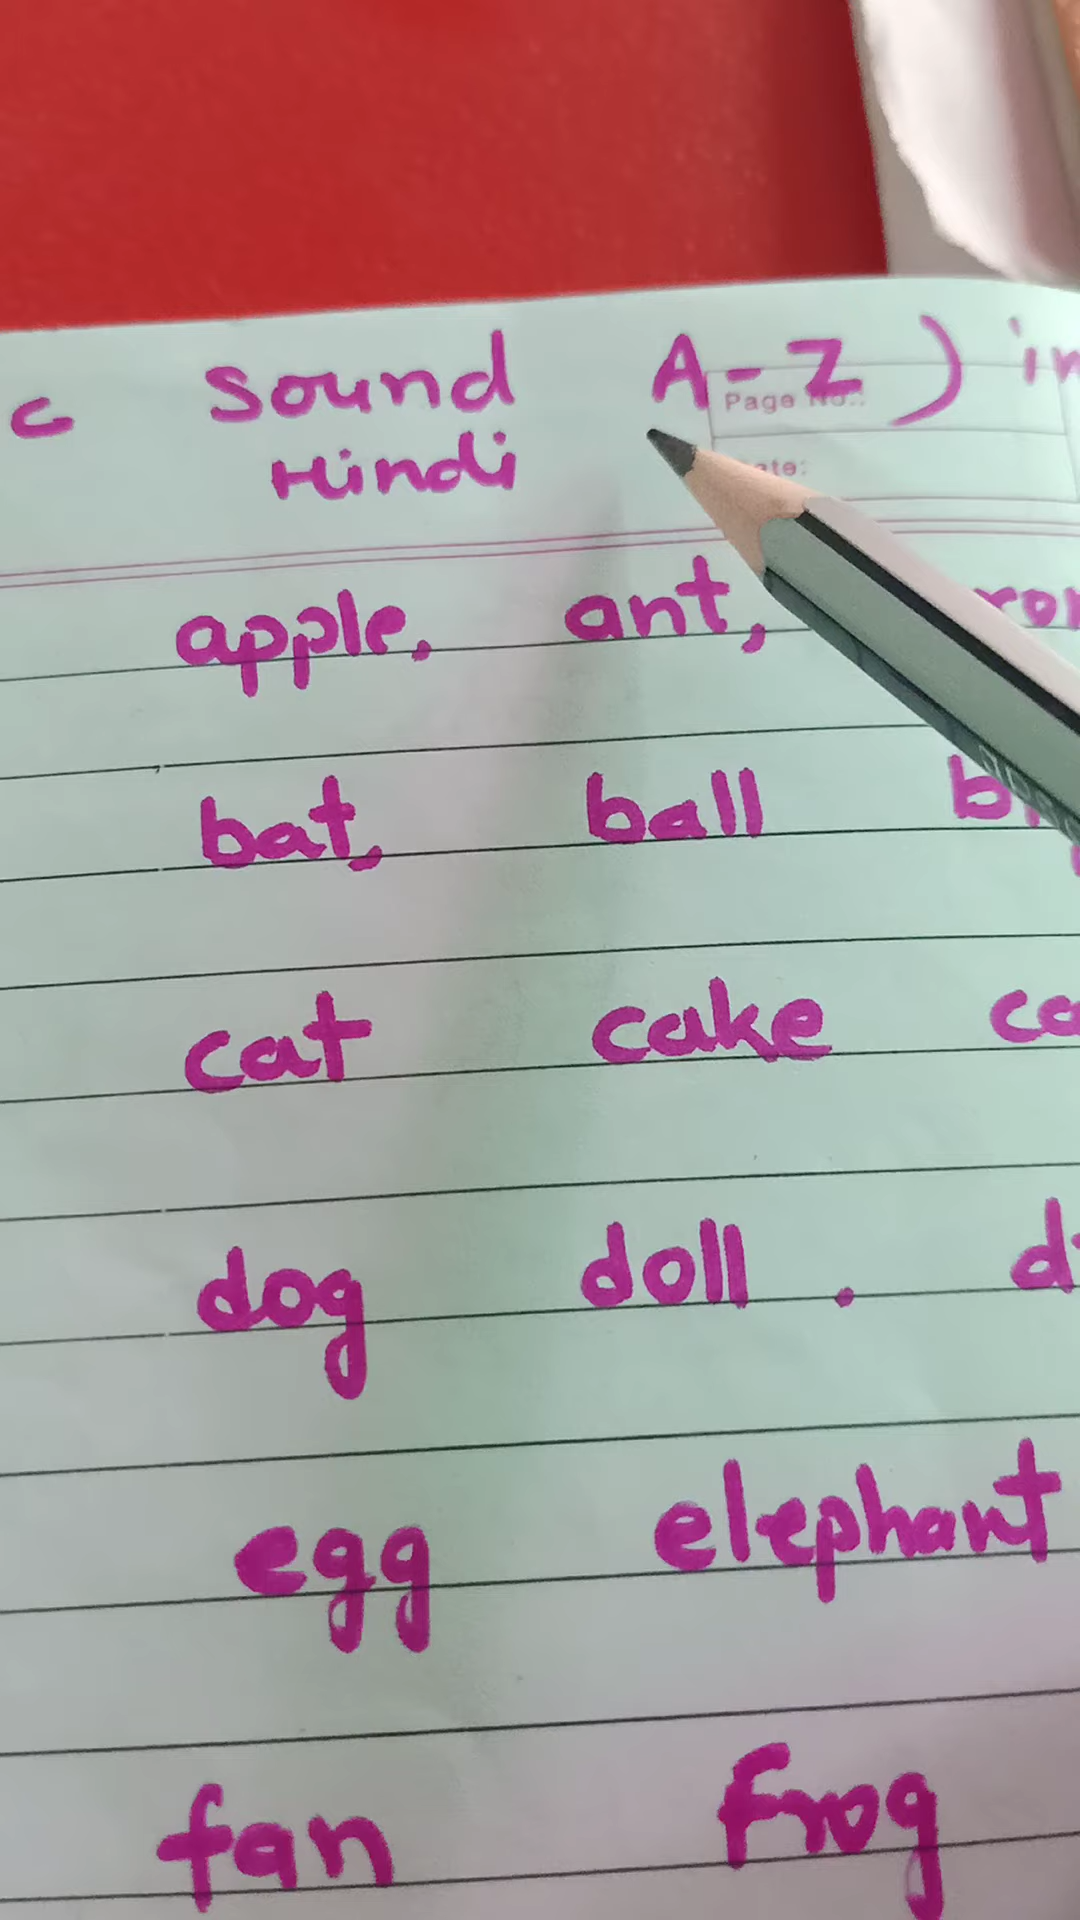 c Sound A-Z) in
Hindi
Page No.:
apple, ant,
bat, ball
cat cake
dog doll .
egg elephant
fan Frog